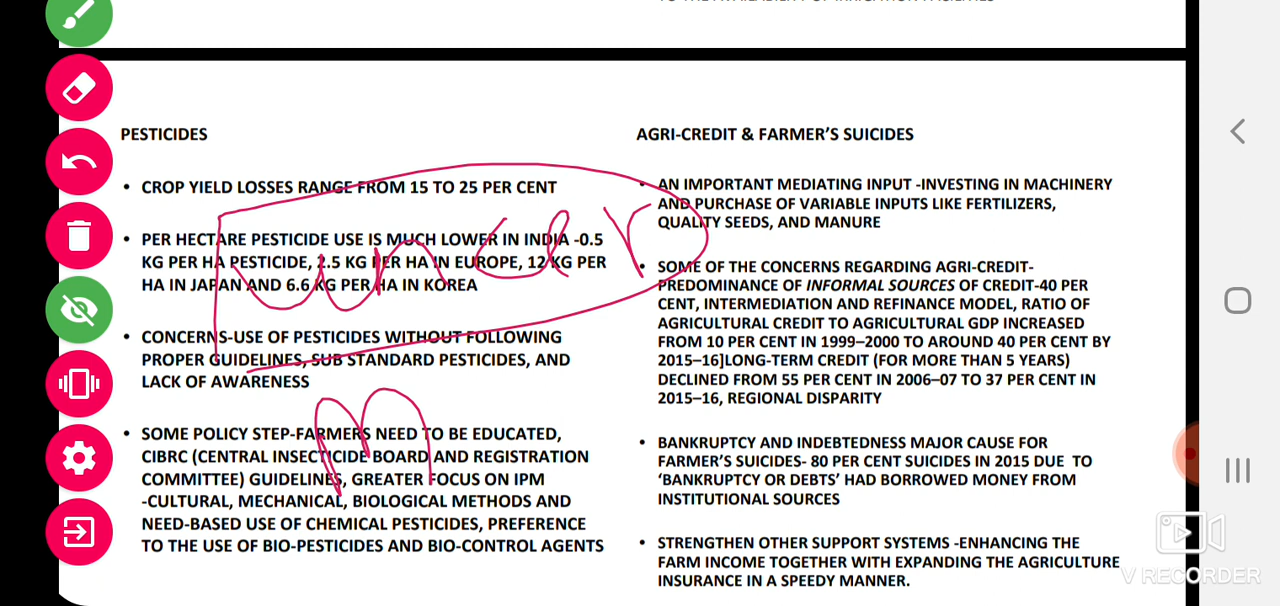 PESTICIDES
• CROP YIELD LOSSES RANGE FROM 15 TO 25 PER CENT
• PER HECTARE PESTICIDE USE IS MUCH LOWER IN INDIA -0.5
KG PER HA PESTICIDE, 2.5 KG PER HA IN EUROPE, 12 KG PER
HA IN JAPAN AND 6.6 KG PER HA IN KOREA
• CONCERNS-USE OF PESTICIDES WITHOUT FOLLOWING
PROPER GUIDELINES, SUB STANDARD PESTICIDES, AND
LACK OF AWARENESS
• SOME POLICY STEP-FARMERS NEED TO BE EDUCATED,
CIBRC (CENTRAL INSECTICIDE BOARD AND REGISTRATION
COMMITTEE) GUIDELINES, GREATER FOCUS ON IPM
-CULTURAL, MECHANICAL, BIOLOGICAL METHODS AND
NEED-BASED USE OF CHEMICAL PESTICIDES, PREFERENCE
TO THE USE OF BIO-PESTICIDES AND BIO-CONTROL AGENTS
AGRI-CREDIT & FARMER'S SUICIDES
• AN IMPORTANT MEDIATING INPUT -INVESTING IN MACHINERY
AND PURCHASE OF VARIABLE INPUTS LIKE FERTILIZERS,
QUALITY SEEDS, AND MANURE
• SOME OF THE CONCERNS REGARDING AGRI-CREDIT-
PREDOMINANCE OF INFORMAL SOURCES OF CREDIT-40 PER
CENT, INTERMEDIATION AND REFINANCE MODEL, RATIO OF
AGRICULTURAL CREDIT TO AGRICULTURAL GDP INCREASED
FROM 10 PER CENT IN 1999–2000 TO AROUND 40 PER CENT BY
2015–16]LONG-TERM CREDIT (FOR MORE THAN 5 YEARS)
DECLINED FROM 55 PER CENT IN 2006–07 TO 37 PER CENT IN
2015–16, REGIONAL DISPARITY
• BANKRUPTCY AND INDEBTEDNESS MAJOR CAUSE FOR
FARMER'S SUICIDES- 80 PER CENT SUICIDES IN 2015 DUE TO
'BANKRUPTCY OR DEBTS' HAD BORROWED MONEY FROM
INSTITUTIONAL SOURCES
• STRENGTHEN OTHER SUPPORT SYSTEMS -ENHANCING THE
FARM INCOME TOGETHER WITH EXPANDING THE AGRICULTURE
INSURANCE IN A SPEEDY MANNER.
V RECORDER